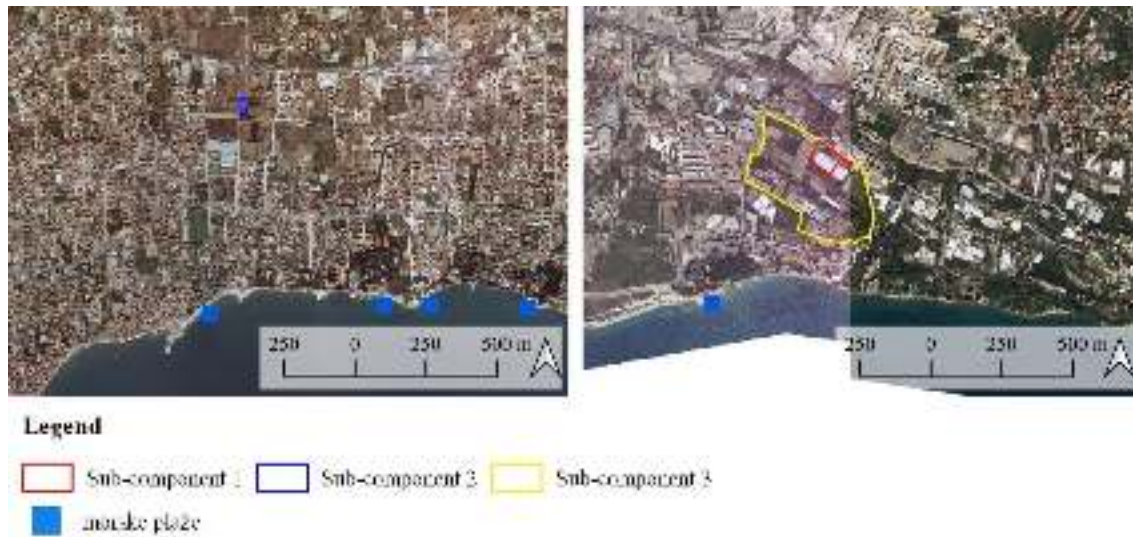 250 0 250 500 m
250 0 250 500 m
Legend
Sub-component 1 Sub-component 2 Sub-component 3
morske plaže